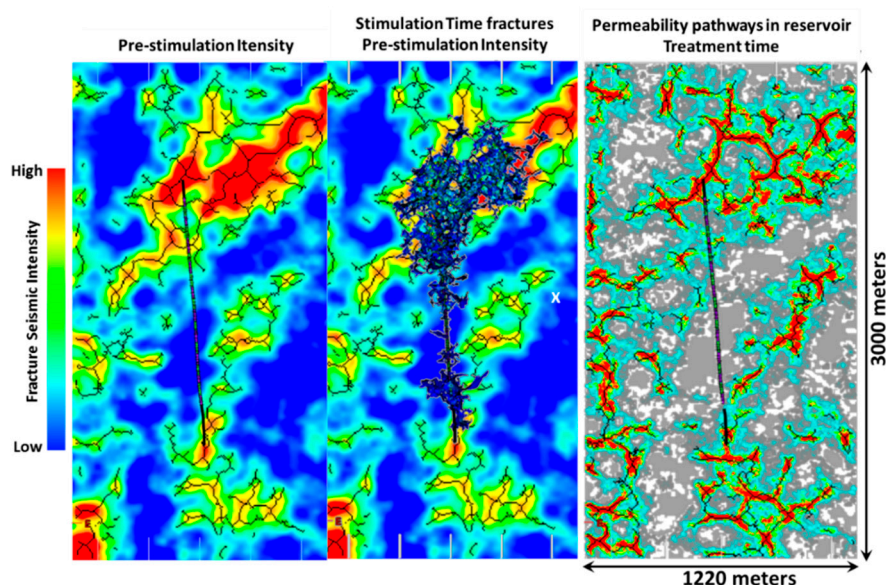 Pre-stimulation Itensity
Stimulation Time fractures
Pre-stimulation Intensity
Permeability pathways in reservoir
Treatment time
High
Fracture Seismic Intensity
Low
X
E
E
3000 meters
1220 meters